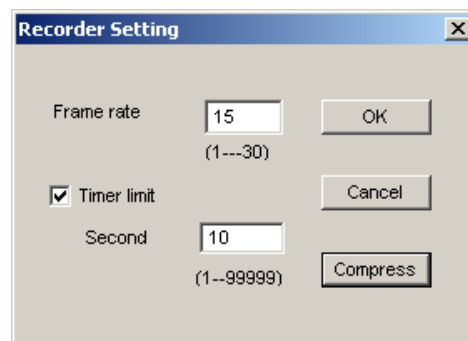 Recorder Setting
Frame rate
15
OK
(1---30)
Timer limit
Cancel
Second
10
Compress
(1--99999)